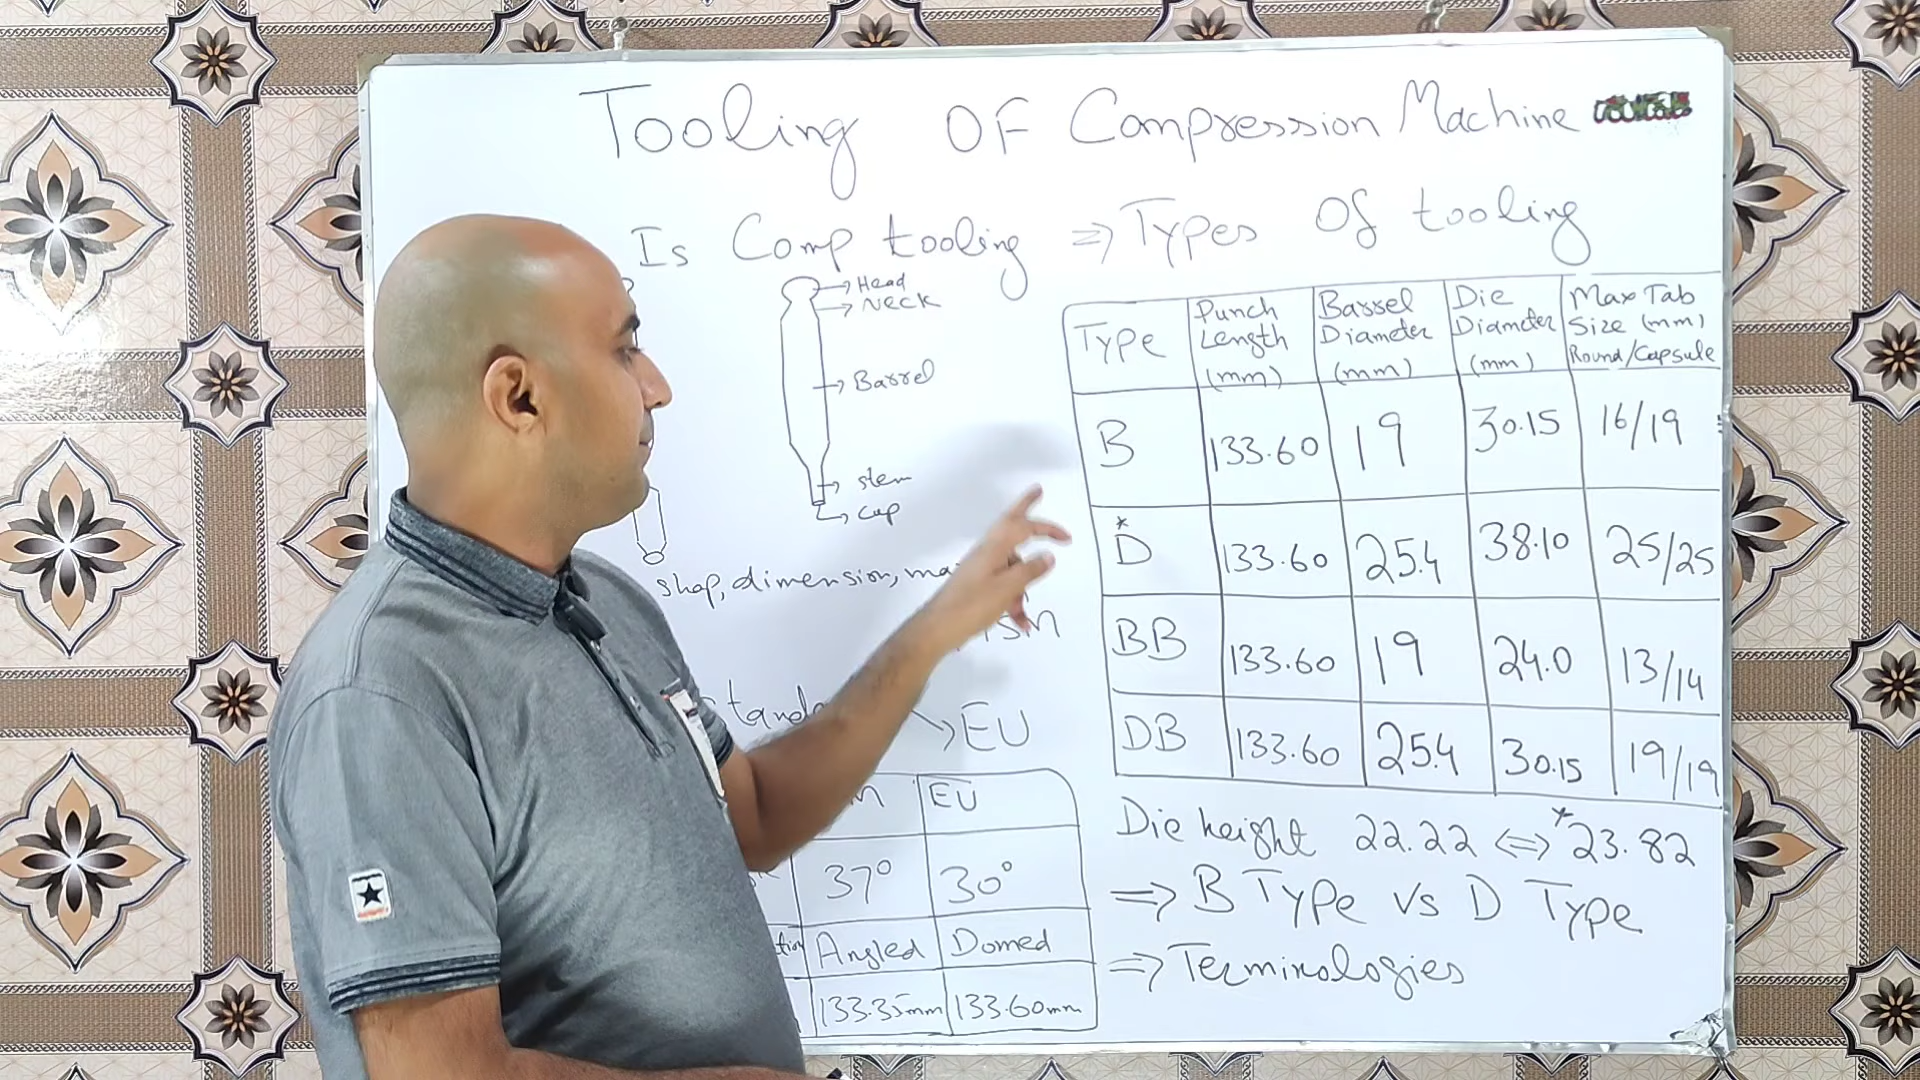 Tooling OF Compression Machine
Is Comp tooling => Types Of tooling
Head
Neck
Barrel
stem
Cup
shap, dimension,
EU
EU
37° 30°
Angled Domed
133.35mm 133.60mm
Type Punch Length (mm) Barrel Diameter (mm) Die Diameter (mm) Max Tab Size (mm) Round/Capsule
B 133.60 19 30.15 16/19
*D 133.60 25.4 38.10 25/25
BB 133.60 19 24.0 13/14
DB 133.60 25.4 30.15 19/19
Die height 22.22 <=> *23.82
=> B Type Vs D Type
=> Terminologies